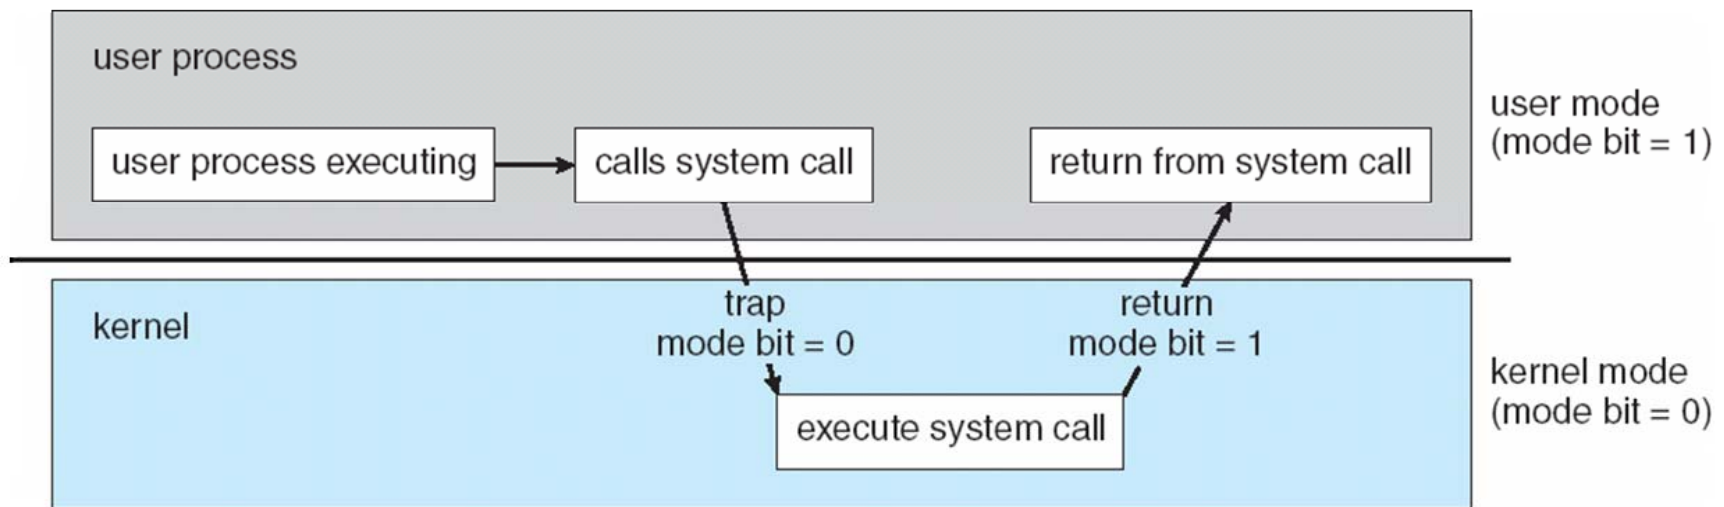 user process
user process executing
calls system call
return from system call
user mode
(mode bit = 1)
kernel
trap
mode bit = 0
return
mode bit = 1
execute system call
kernel mode
(mode bit = 0)